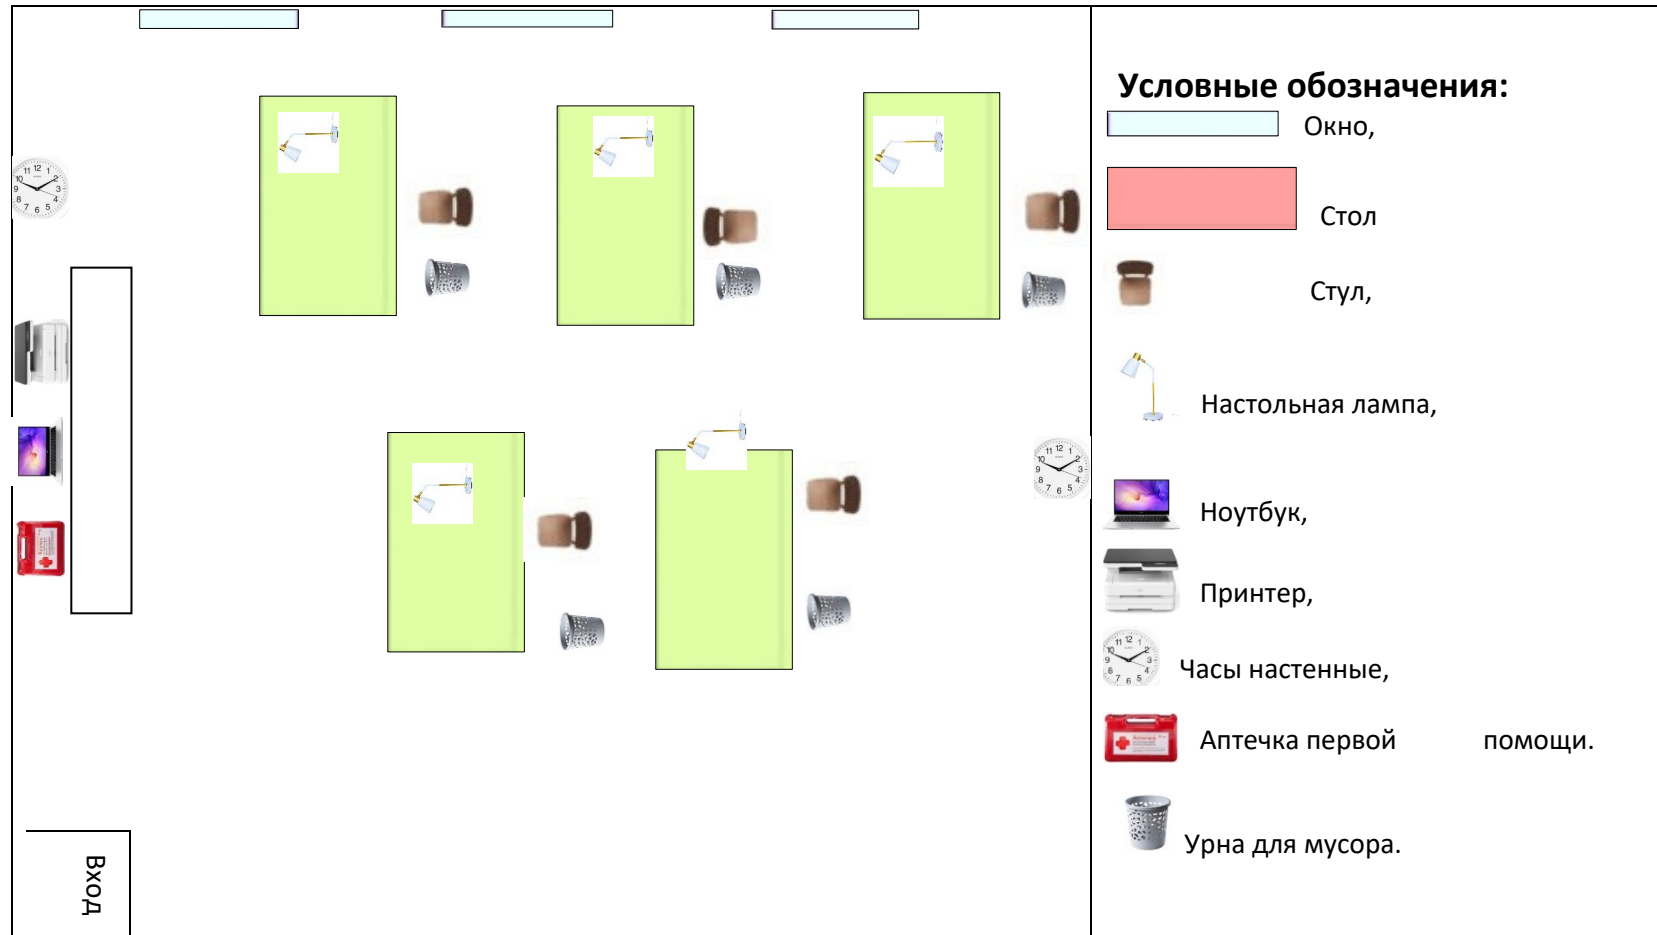 Условные обозначения:
Окно,
Стол
Стул,
Настольная лампа,
Ноутбук,
Принтер,
Часы настенные,
Аптечка первой помощи.
Урна для мусора.
Вход